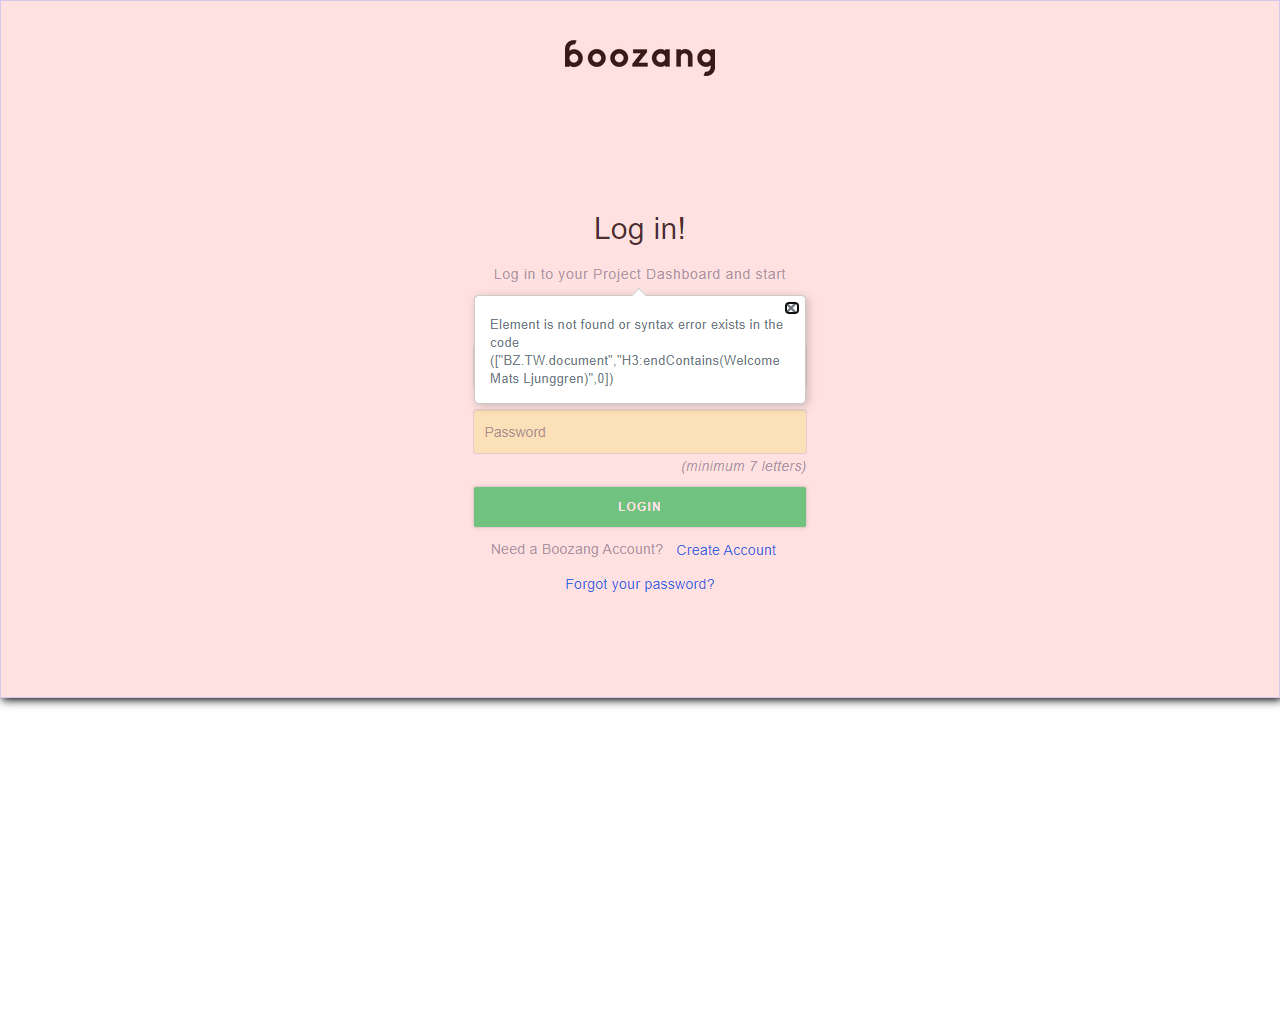 boozang
Log in!
Log in to your Project Dashboard and start
Element is not found or syntax error exists in the
code
(["BZ.TW.document","H3:endContains(Welcome
Mats Ljunggren)",0])
Password
(minimum 7 letters)
LOGIN
Need a Boozang Account? Create Account
Forgot your password?